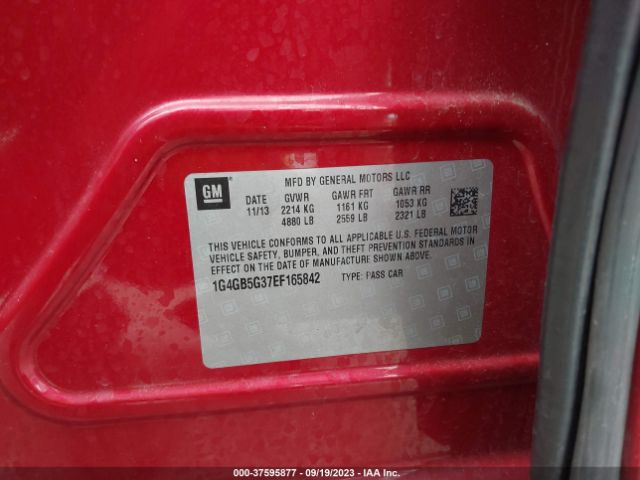 GM
MFD BY GENERAL MOTORS LLC
DATE GVWR GAWR FRT GAWR RR
11/13 2214 KG 1161 KG 1053 KG
4880 LB 2559 LB 2321 LB
THIS VEHICLE CONFORMS TO ALL APPLICABLE U.S. FEDERAL MOTOR
VEHICLE SAFETY, BUMPER, AND THEFT PREVENTION STANDARDS IN
EFFECT ON THE DATE OF MANUFACTURE SHOWN ABOVE.
1G4GB5G37EF165842 TYPE: PASS CAR
000-37595877 - 09/19/2023 - IAA Inc.